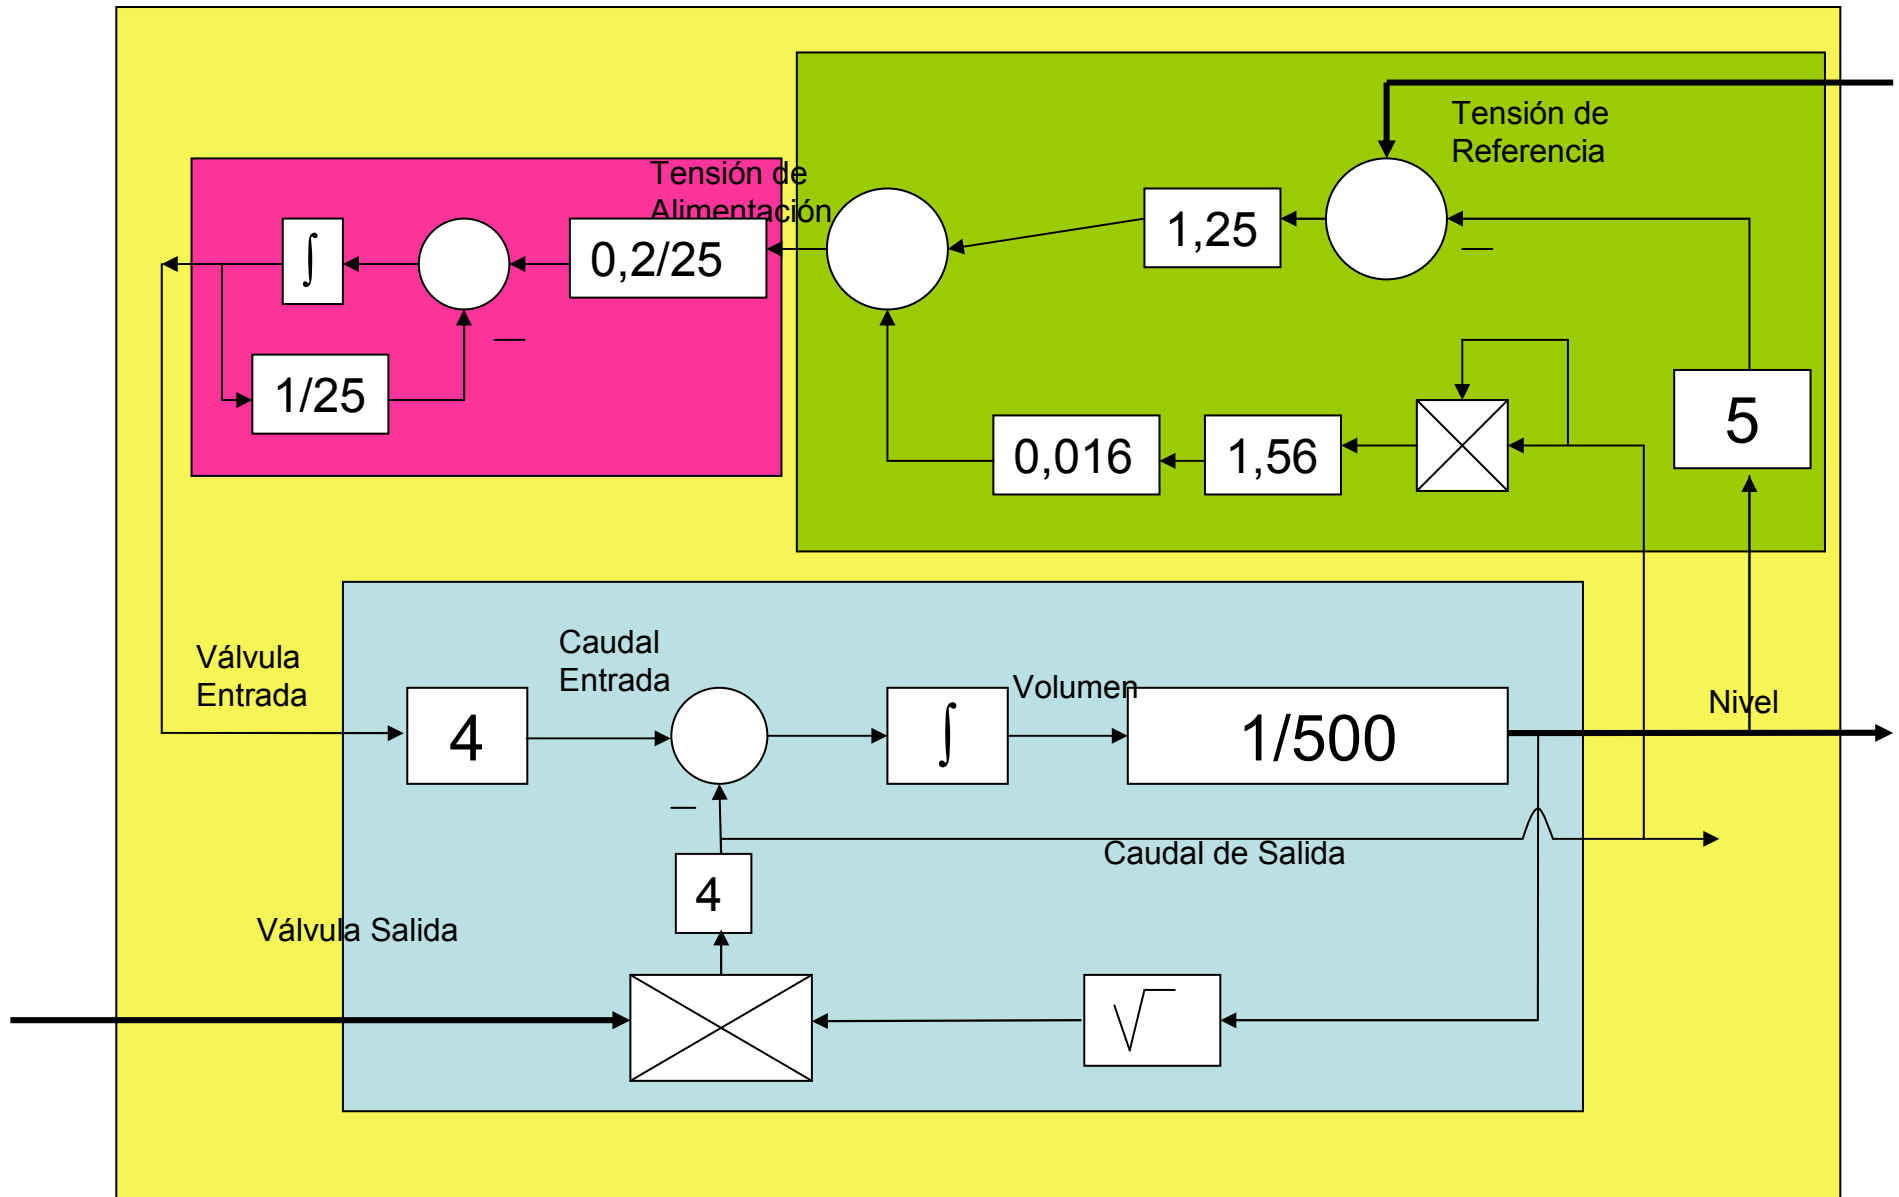 Tensión de
Referencia
Tensión de
Alimentación
1,25
∫
0,2/25
—
1/25
—
0,016
1,56
5
Válvula
Entrada
Caudal
Entrada
Volumen
Nivel
4
∫
1/500
—
Caudal de Salida
4
Válvula Salida
√